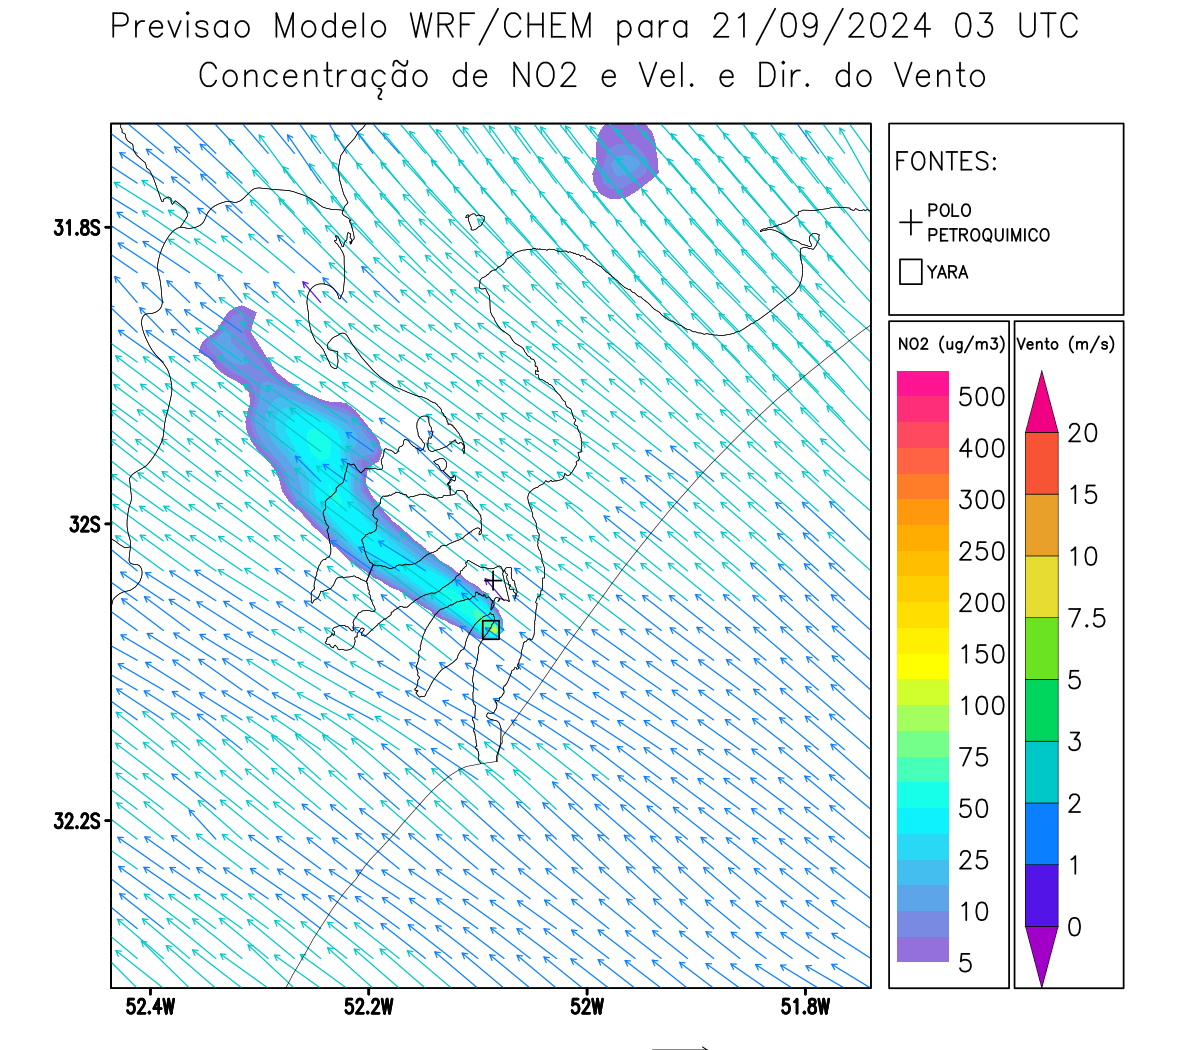 Previsao Modelo WRF/CHEM para 21/09/2024 03 UTC
Concentração de NO2 e Vel. e Dir. do Vento
FONTES:
POLO
PETROQUIMICO
YARA
NO2 (ug/m3)
500
400
300
250
200
150
100
75
50
25
10
5
Vento (m/s)
20
15
10
7.5
5
3
2
1
0
31.8S
32S
32.2S
52.4W
52.2W
52W
51.8W